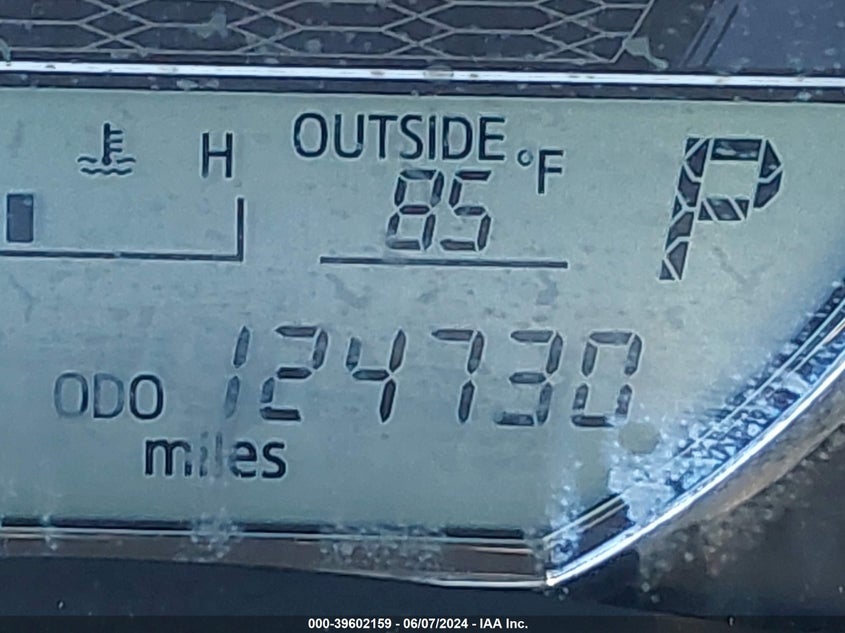 H OUTSIDE °F P
85
ODO 124730
miles
000-39602159 - 06/07/2024 - IAA Inc.